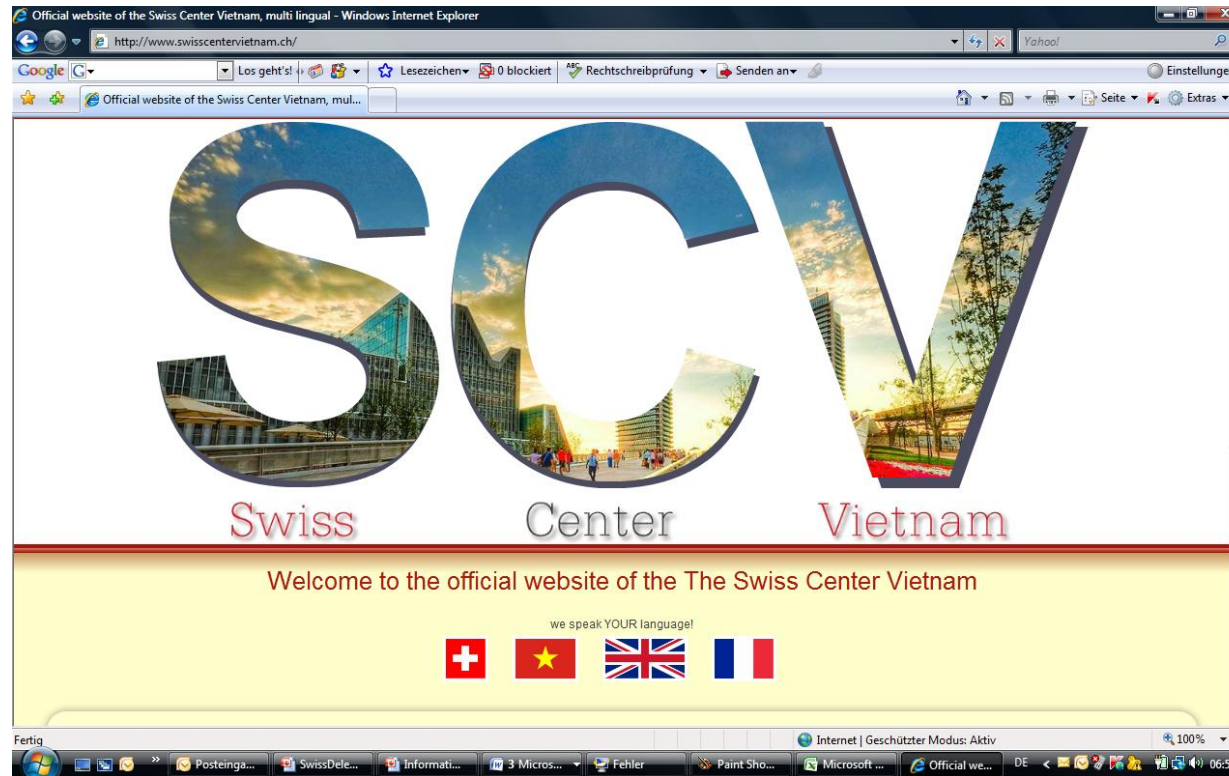 Official website of the Swiss Center Vietnam, multi lingual - Windows Internet Explorer
http://www.swisscentervietnam.ch/
Yahoo!
Google G Los geht's! Lesezeichen 0 blockiert ABC Rechtschreibprüfung Senden an Einstellunge
Official website of the Swiss Center Vietnam, mul... Seite Extras
SCV
Swiss Center Vietnam
Welcome to the official website of the The Swiss Center Vietnam
we speak YOUR language!
Fertig Internet | Geschützter Modus: Aktiv 100%
» Posteinga... SwissDele... Informati... 3 Micros... Fehler Paint Sho... Microsoft ... Official we... DE